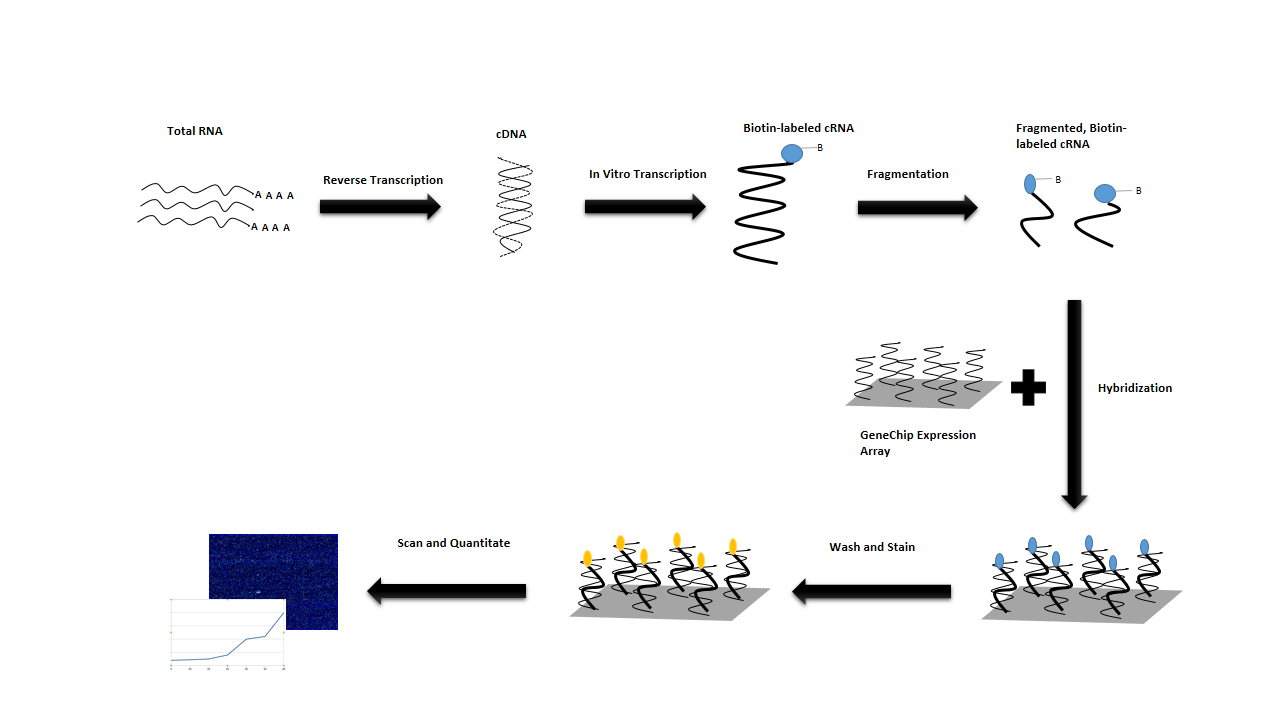 Total RNA
A A A A
A A A A
Reverse Transcription
cDNA
In Vitro Transcription
Biotin-labeled cRNA
B
Fragmentation
Fragmented, Biotin-
labeled cRNA
B
B
Hybridization
GeneChip Expression
Array
Wash and Stain
Scan and Quantitate